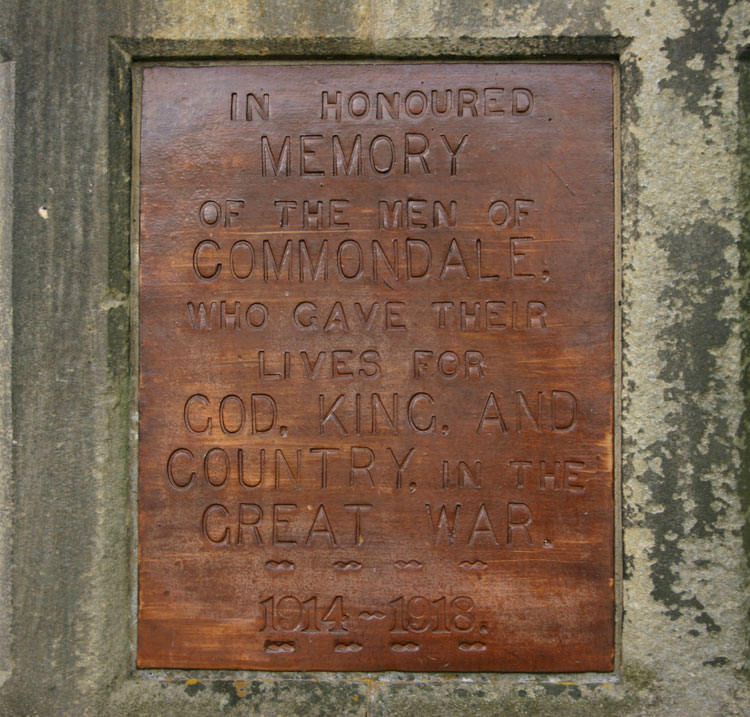 IN HONOURED
MEMORY
OF THE MEN OF
COMMONDALE,
WHO GAVE THEIR
LIVES FOR
GOD, KING, AND
COUNTRY, IN THE
GREAT WAR.
1914~1918.